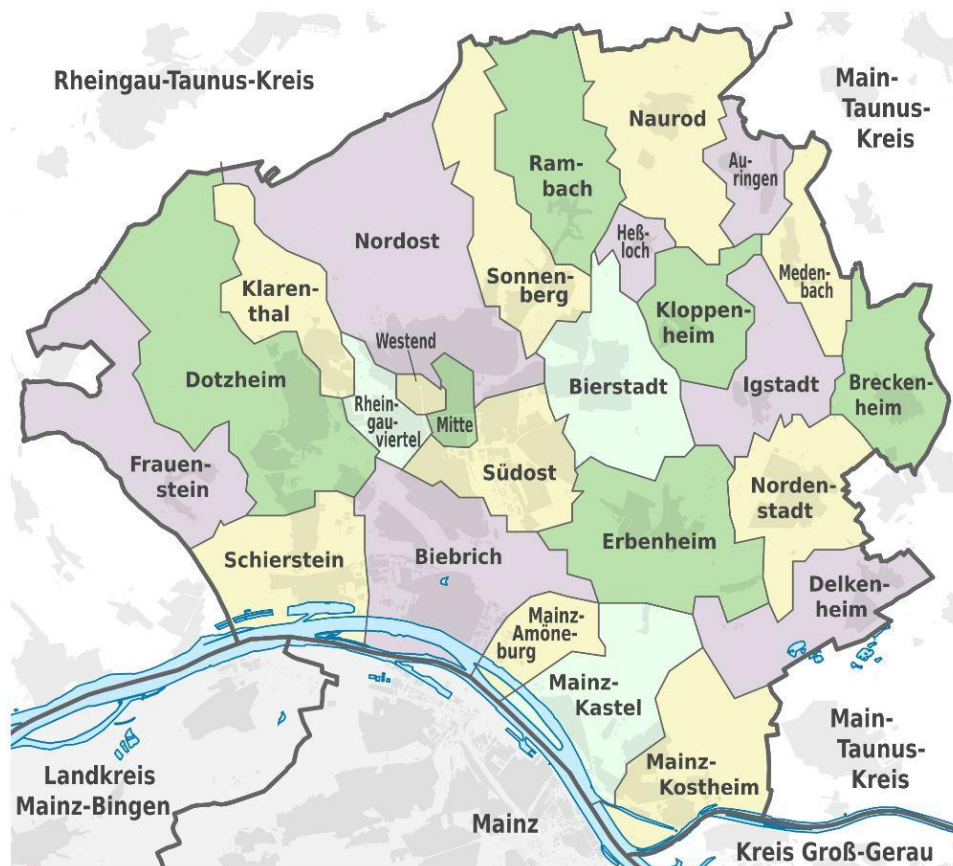 Rheingau-Taunus-Kreis
Main-
Taunus-
Kreis
Naurod
Ram-
bach
Au-
ringen
Nordost
Heß-
loch
Sonnen-
berg
Meden-
bach
Klaren-
thal
Kloppen-
heim
Westend
Dotzheim
Bierstadt
Igstadt
Brecken-
heim
Rhein-
gau-
viertel
Mitte
Frauen-
stein
Südost
Norden-
stadt
Schierstein
Biebrich
Erbenheim
Delken-
heim
Mainz-
Amöne-
burg
Mainz-
Kastel
Main-
Taunus-
Kreis
Landkreis
Mainz-Bingen
Mainz-
Kostheim
Mainz
Kreis Groß-Gerau